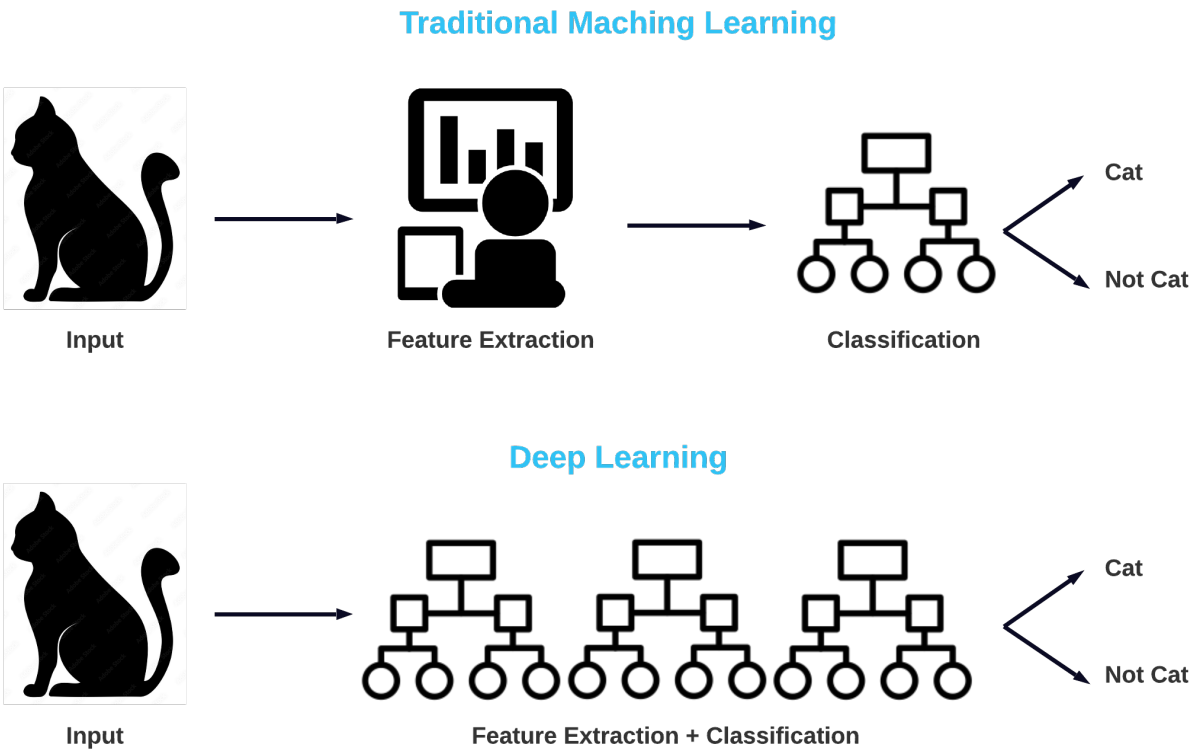 Traditional Maching Learning
Cat
Not Cat
Input
Feature Extraction
Classification
Deep Learning
Cat
Not Cat
Input
Feature Extraction + Classification